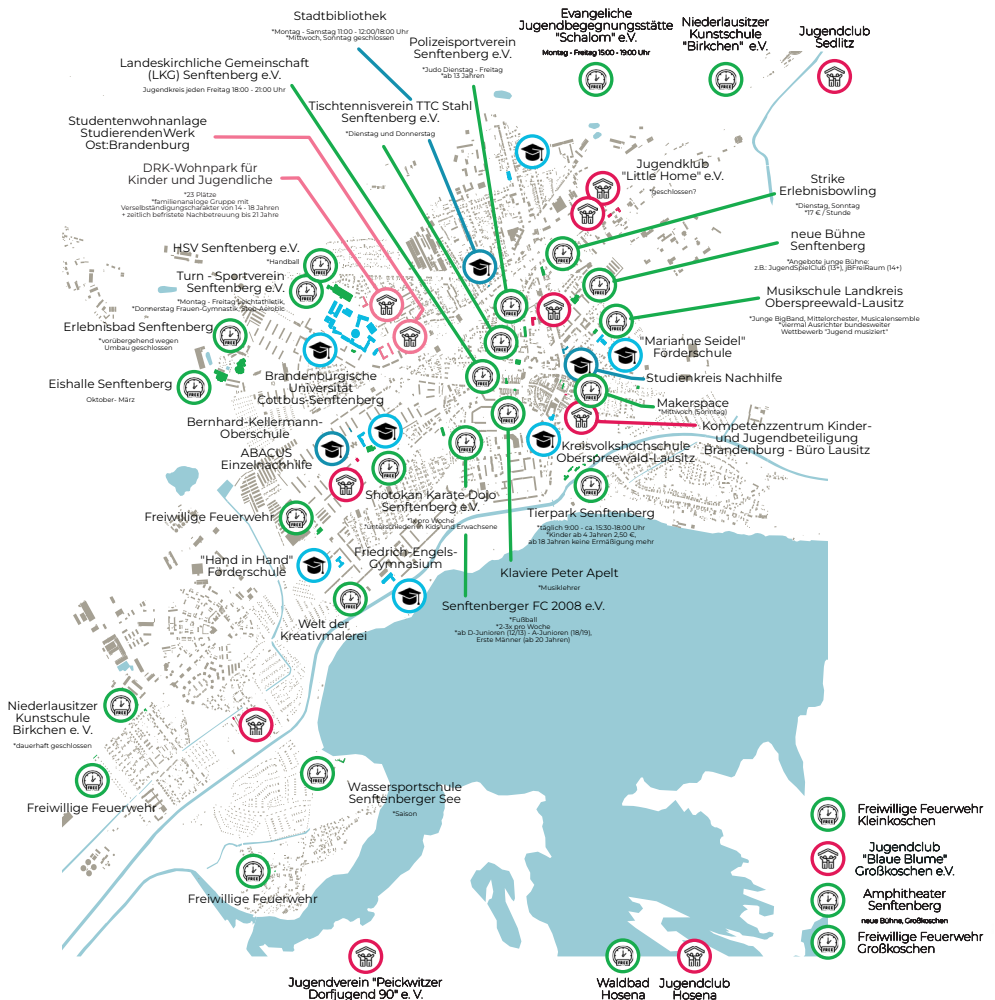 Stadtbibliothek
*Montag - Samstag 11:00 - 12:00/18:00 Uhr
*Mittwoch, Sonntag geschlossen
Polizeisportverein
Senftenberg e.V.
*Judo Dienstag - Freitag
*ab 13 Jahren
Evangeliche
Jugendbegegnungsstätte
"Schalom" e.V.
Montag - Freitag 15:00 - 19:00 Uhr
Niederlausitzer
Kunstschule
"Birkchen" e.V.
Jugendclub
Sedlitz
Landeskirchliche Gemeinschaft
(LKG) Senftenberg e.V.
Jugendkreis jeden Freitag 18:00 - 21:00 Uhr
Tischtennisverein TTC Stahl
Senftenberg e.V.
*Dienstag und Donnerstag
Studentenwohnanlage
StudierendenWerk
Ost:Brandenburg
DRK-Wohnpark für
Kinder und Jugendliche
*23 Plätze
*familienanaloge Gruppe mit
Verselbständigungscharakter von 14 - 18 Jahren
+ zeitlich befristete Nachbetreuung bis 21 Jahre
Jugendklub
"Little Home" e.V.
*geschlossen?
Strike
Erlebnisbowling
*Dienstag, Sonntag
*17 € / Stunde
neue Bühne
Senftenberg
*Angebote junge Bühne:
z.B.: JugendSpielClub (13+), jBFreiRaum (14+)
Musikschule Landkreis
Oberspreewald-Lausitz
*Junge BigBand, Mittelorchester, Musicalensemble
*viermal Ausrichter bundesweiter
Wettbewerb "Jugend musiziert"
HSV Senftenberg e.V.
*Handball
Turn -"Sportverein
Senftenberg e.V.
*Montag - Freitag Leichtathletik,
*Donnerstag Frauen-Gymnastik, Step-Aerobic
Erlebnisbad Senftenberg
*vorübergehend wegen
Umbau geschlossen
Eishalle Senftenberg
Oktober- März
Brandenburgische
Universität
Cottbus-Senftenberg
"Marianne Seidel"
Förderschule
Studienkreis Nachhilfe
Makerspace
*Mittwoch (Sonntag)
Kompetenzzentrum Kinder-
und Jugendbeteiligung
Brandenburg - Büro Lausitz
Bernhard-Kellermann-
Oberschule
ABACUS
Einzelnachhilfe
Kreisvolkshochschule
Oberspreewald-Lausitz
Shotokan Karate-Dojo
Senftenberg e.V.
*1x pro Woche
*unterschieden in Kids und Erwachsene
Freiwillige Feuerwehr
Tierpark Senftenberg
*täglich 9:00 - ca. 15:30-18:00 Uhr
*Kinder ab 4 Jahren 2,50 €,
ab 18 Jahren keine Ermäßigung mehr
"Hand in Hand"
Förderschule
Friedrich-Engels-
Gymnasium
Klaviere Peter Apelt
*Musiklehrer
Senftenberger FC 2008 e.V.
*Fußball
*2-3x pro Woche
*ab D-Junioren (12/13) - A-Junioren (18/19),
Erste Männer (ab 20 Jahren)
Welt der
Kreativmalerei
Niederlausitzer
Kunstschule
Birkchen e. V.
*dauerhaft geschlossen
Freiwillige Feuerwehr
Wassersportschule
Senftenberger See
*Saison
Freiwillige Feuerwehr
Freiwillige Feuerwehr
Kleinkoschen
Jugendclub
"Blaue Blume"
Großkoschen e.V.
Amphitheater
Senftenberg
neue Bühne, Großkoschen
Freiwillige Feuerwehr
Großkoschen
Jugendverein "Peickwitzer
Dorfjugend 90" e. V.
Waldbad
Hosena
Jugendclub
Hosena